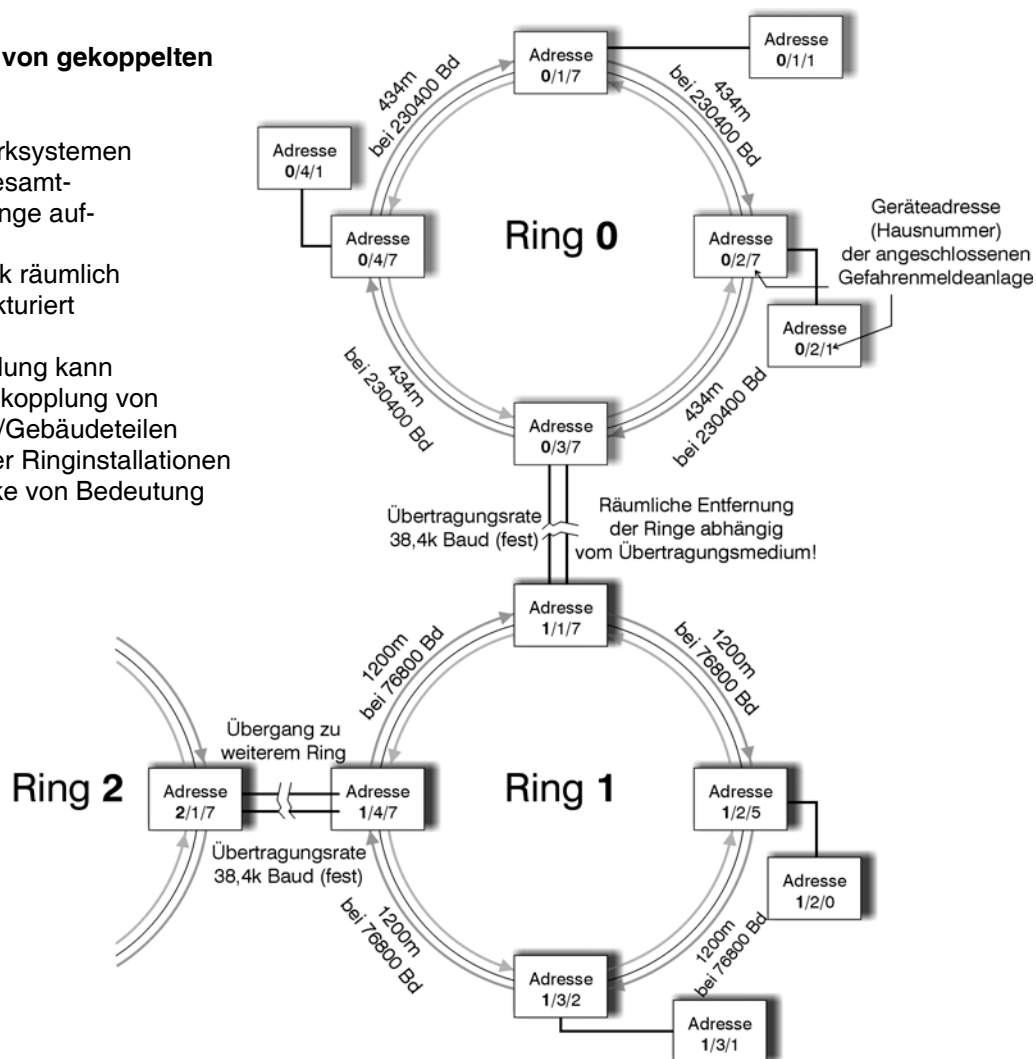 von gekoppelten
rksystemen
esamt-
nge auf-
k räumlich
kturiert
lung kann
kopplung von
/Gebäudeteilen
er Ringinstallationen
ke von Bedeutung
Adresse
0/1/7
Adresse
0/1/1
434m
bei 230400 Bd
434m
bei 230400 Bd
Adresse
0/4/1
Adresse
0/4/7
Ring 0
Adresse
0/2/7
Geräteadresse
(Hausnummer)
der angeschlossenen
Gefahrenmeldeanlage
Adresse
0/2/1
434m
bei 230400 Bd
434m
bei 230400 Bd
Adresse
0/3/7
Übertragungsrate
38,4k Baud (fest)
Räumliche Entfernung
der Ringe abhängig
vom Übertragungsmedium!
Adresse
1/1/7
1200m
bei 76800 Bd
1200m
bei 76800 Bd
Übergang zu
weiterem Ring
Ring 2
Adresse
2/1/7
Adresse
1/4/7
Ring 1
Adresse
1/2/5
Übertragungsrate
38,4k Baud (fest)
Adresse
1/2/0
1200m
bei 76800 Bd
1200m
bei 76800 Bd
Adresse
1/3/2
Adresse
1/3/1